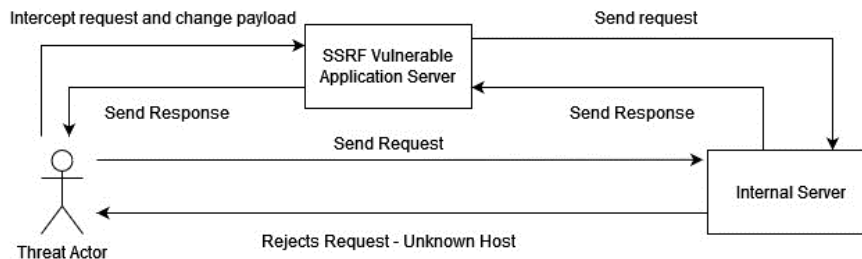 Intercept request and change payload
Send request
SSRF Vulnerable
Application Server
Send Response
Send Response
Send Request
Internal Server
Rejects Request - Unknown Host
Threat Actor